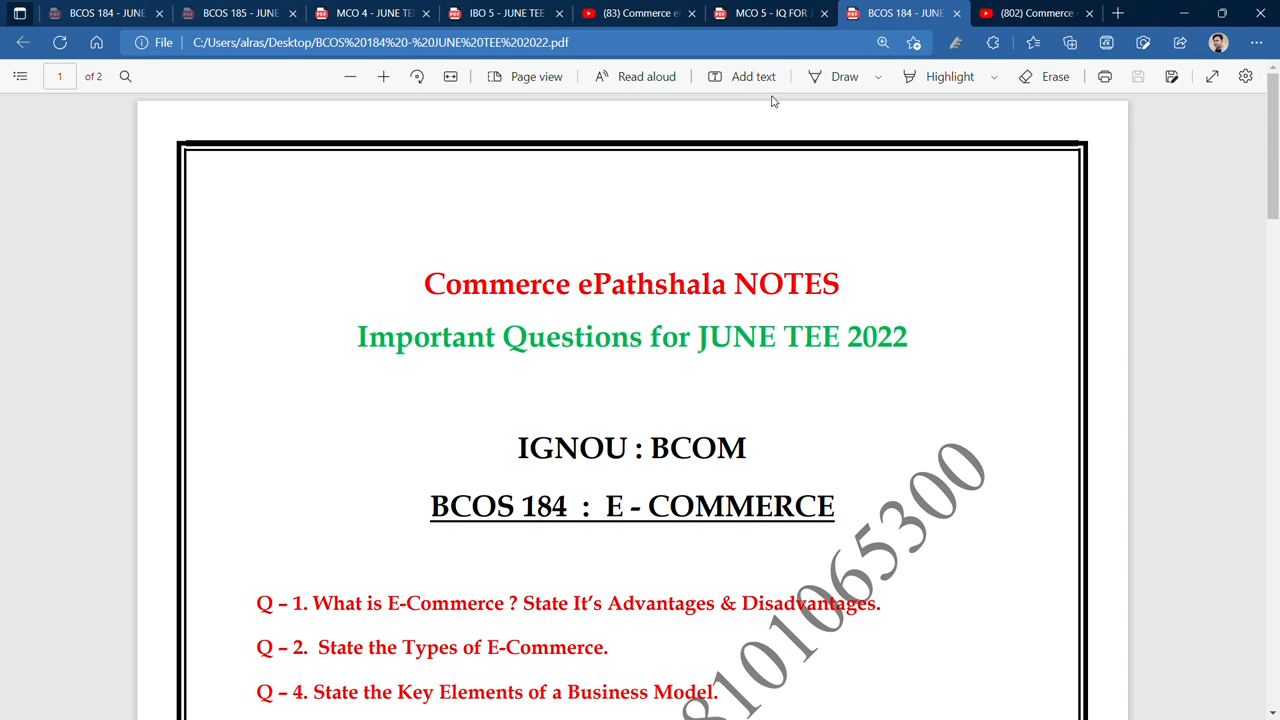 BCOS 184 - JUNE
BCOS 185 - JUNE
MCO 4 - JUNE TE
IBO 5 - JUNE TEE
(83) Commerce e
MCO 5 - IQ FOR J
BCOS 184 - JUNE
(802) Commerce
File
C:/Users/alras/Desktop/BCOS%20184%20-%20JUNE%20TEE%202022.pdf
1 of 2
Page view
Read aloud
Add text
Draw
Highlight
Erase
Commerce ePathshala NOTES
Important Questions for JUNE TEE 2022
IGNOU : BCOM
BCOS 184 : E - COMMERCE
Q – 1. What is E-Commerce ? State It’s Advantages & Disadvantages.
Q – 2. State the Types of E-Commerce.
Q – 4. State the Key Elements of a Business Model.
8101065300